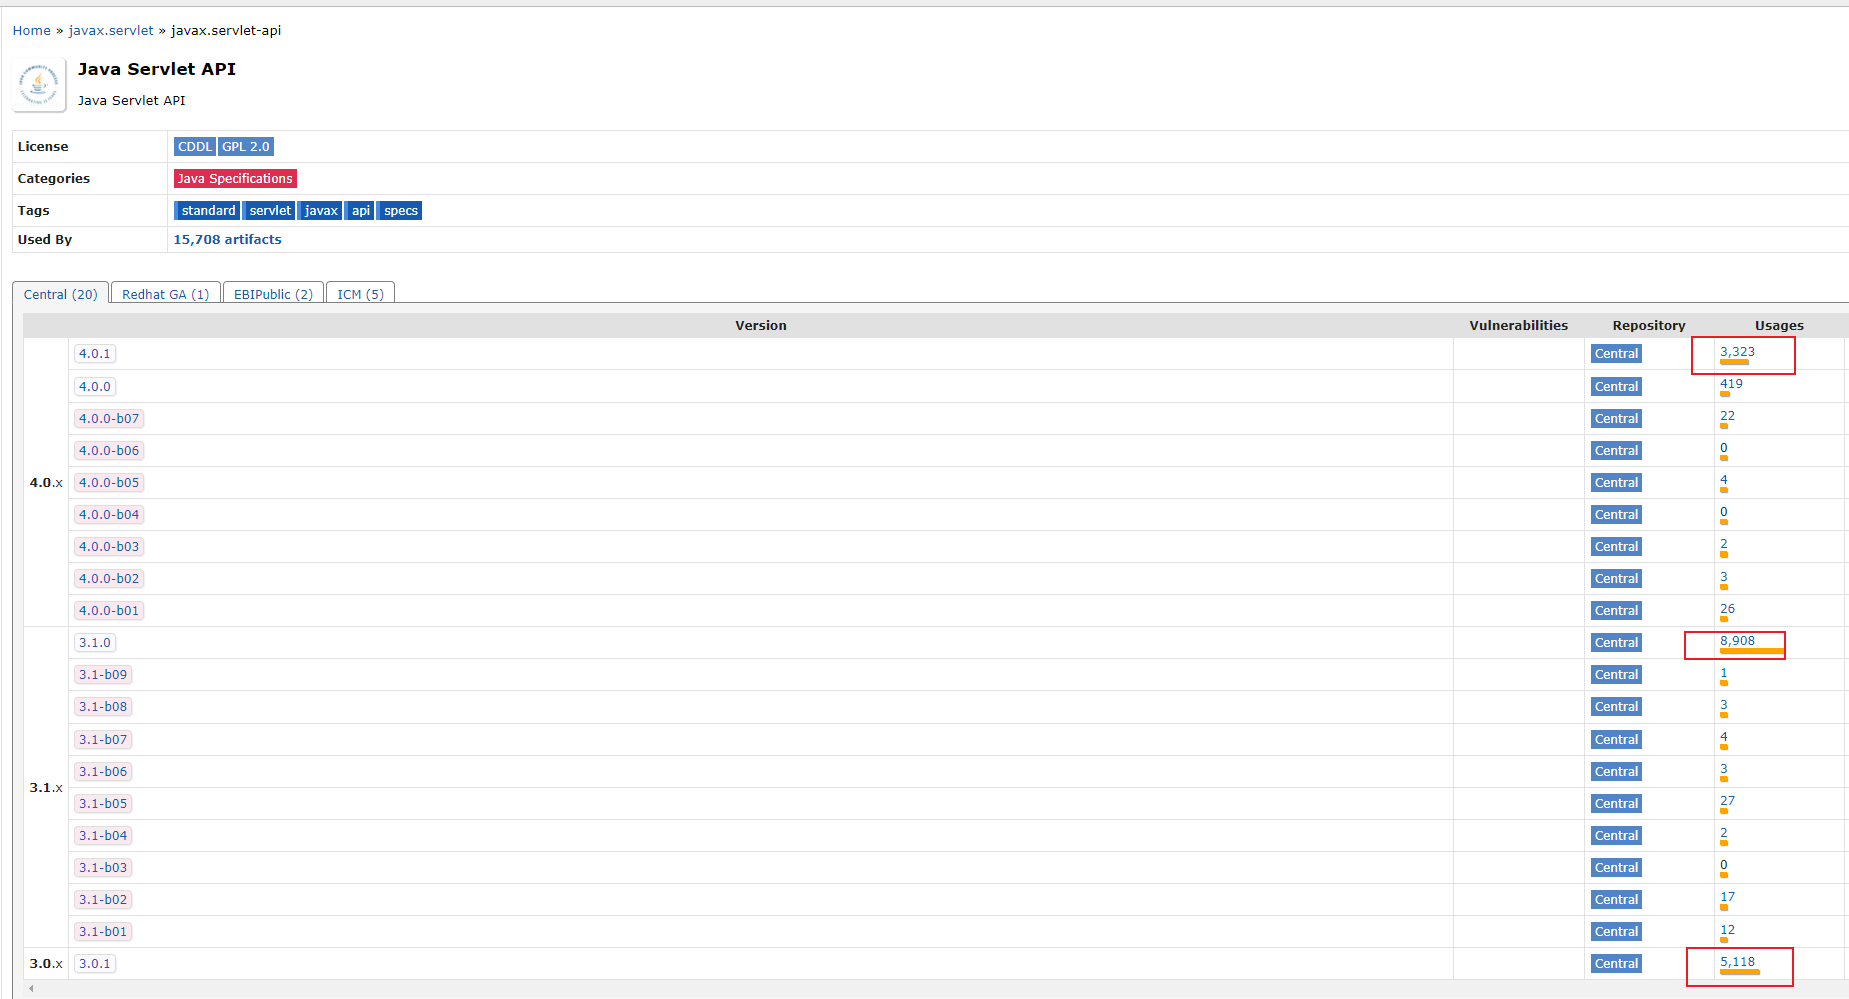 Home » javax.servlet » javax.servlet-api
Java Servlet API
Java Servlet API
License CDDL GPL 2.0
Categories Java Specifications
Tags standard servlet javax api specs
Used By 15,708 artifacts
Central (20) Redhat GA (1) EBIPublic (2) ICM (5)
Version Vulnerabilities Repository Usages
4.0.1 Central 3,323
4.0.0 Central 419
4.0.0-b07 Central 22
4.0.0-b06 Central 0
4.0.x 4.0.0-b05 Central 4
4.0.0-b04 Central 0
4.0.0-b03 Central 2
4.0.0-b02 Central 3
4.0.0-b01 Central 26
3.1.0 Central 8,908
3.1-b09 Central 1
3.1-b08 Central 3
3.1-b07 Central 4
3.1-b06 Central 3
3.1.x
3.1-b05 Central 27
3.1-b04 Central 2
3.1-b03 Central 0
3.1-b02 Central 17
3.1-b01 Central 12
3.0.x 3.0.1 Central 5,118